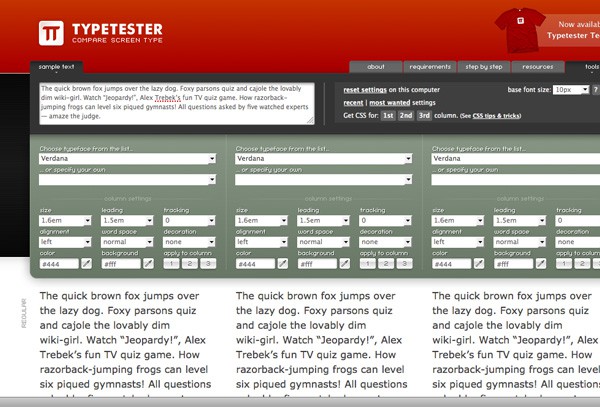 TYPETESTER
COMPARE SCREEN TYPE
Now availa
Typetester Te
sample text
about
requirements
step by step
resources
tools
The quick brown fox jumps over the lazy dog. Foxy parsons quiz and cajole the lovably
dim wiki-girl. Watch "Jeopardy!", Alex Trebek's fun TV quiz game. How razorback-
jumping frogs can level six piqued gymnasts! All questions asked by five watched experts
— amaze the judge.
reset settings on this computer
base font size: 10px ?
recent | most wanted settings
Get CSS for: 1st 2nd 3rd column. (See CSS tips & tricks)
Choose typeface from the list... Choose typeface from the list... Choose typeface from the list...
Verdana Verdana Verdana
... or specify your own ... or specify your own ... or specify your own
column settings column settings column settings
size leading tracking size leading tracking size leading tracking
1.6em 1.5em 0 1.6em 1.5em 0 1.6em 1.5em 0
alignment word space decoration alignment word space decoration alignment word space decoration
left normal none left normal none left normal none
color background apply to column color background apply to column color background apply to column
#444 #fff 1 2 3 #444 #fff 1 2 3 #444 #fff 1 2 3
REGULAR
The quick brown fox jumps over
the lazy dog. Foxy parsons quiz
and cajole the lovably dim
wiki-girl. Watch “Jeopardy!”, Alex
Trebek’s fun TV quiz game. How
razorback-jumping frogs can level
six piqued gymnasts! All questions
The quick brown fox jumps over
the lazy dog. Foxy parsons quiz
and cajole the lovably dim
wiki-girl. Watch “Jeopardy!”, Alex
Trebek’s fun TV quiz game. How
razorback-jumping frogs can level
six piqued gymnasts! All questions
The quick brown fox jumps over
the lazy dog. Foxy parsons quiz
and cajole the lovably dim
wiki-girl. Watch “Jeopardy!”, Alex
Trebek’s fun TV quiz game. How
razorback-jumping frogs can level
six piqued gymnasts! All questions